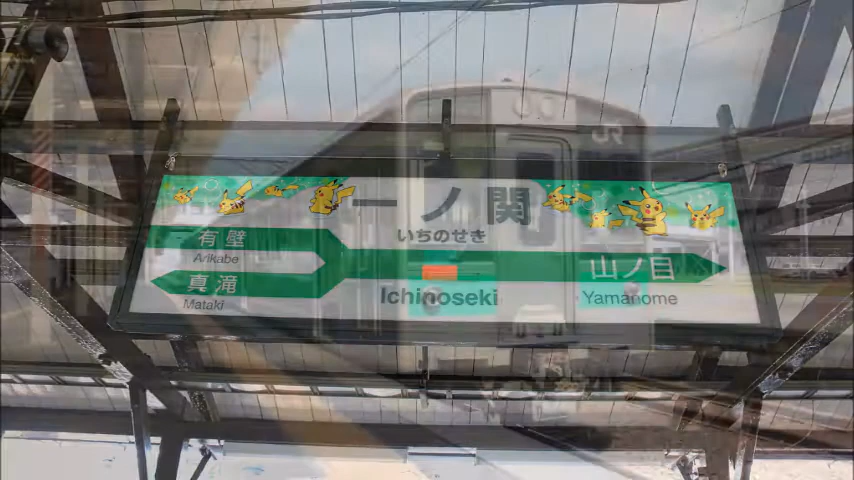 JR
一ノ関
いちのせき
有壁
Arikabe
真滝
Mataki
山ノ目
Yamanome
Ichinoseki